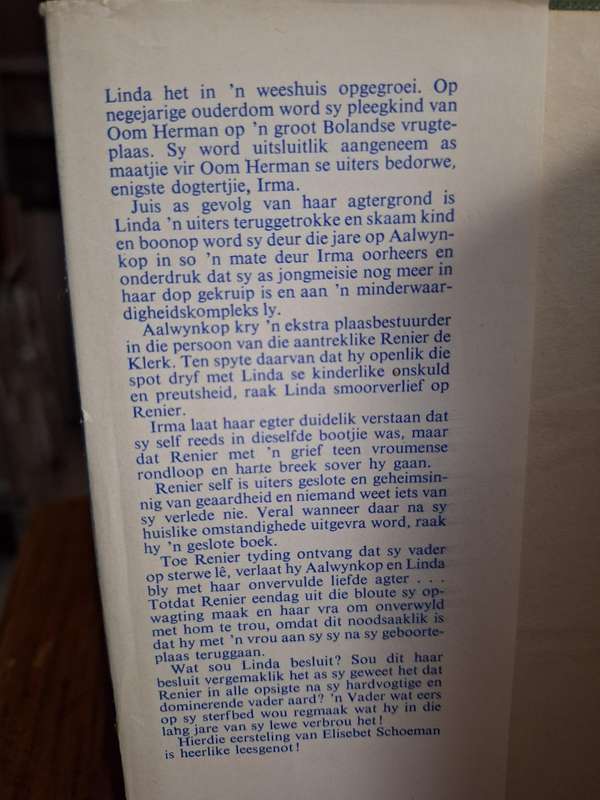 Linda het in 'n weeshuis opgegroei. Op
negejarige ouderdom word sy pleegkind van
Oom Herman op 'n groot Bolandse vrugte-
plaas. Sy word uitsluitlik aangeneem as
maatjie vir Oom Herman se uiters bedorwe,
enigste dogtertjie, Irma.
Juis as gevolg van haar agtergrond is
Linda 'n uiters teruggetrokke en skaam kind
en boonop word sy deur die jare op Aalwyn-
kop in so 'n mate deur Irma oorheers en
onderdruk dat sy as jongmeisie nog meer in
haar dop gekruip is en aan 'n minderwaar-
digheidskompleks ly.
Aalwynkop kry 'n ekstra plaasbestuurder
in die persoon van die aantreklike Renier de
Klerk. Ten spyte daarvan dat hy openlik die
spot dryf met Linda se kinderlike onskuld
en preutsheid, raak Linda smoorverlief op
Renier.
Irma laat haar egter duidelik verstaan dat
sy self reeds in dieselfde bootjie was, maar
dat Renier met 'n grief teen vroumense
rondloop en harte breek sover hy gaan.
Renier self is uiters geslote en geheimsin-
nig van geaardheid en niemand weet iets van
sy verlede nie. Veral wanneer daar na sy
huislike omstandighede uitgevra word, raak
hy 'n geslote boek.
Toe Renier tyding ontvang dat sy vader
op sterwe lê, verlaat hy Aalwynkop en Linda
bly met haar onvervulde liefde agter . . .
Totdat Renier eendag uit die bloute sy op-
wagting maak en haar vra om onverwyld
met hom te trou, omdat dit noodsaaklik is
dat hy met 'n vrou aan sy sy na sy geboorte-
plaas teruggaan.
Wat sou Linda besluit? Sou dit haar
besluit vergemaklik het as sy geweet het dat
Renier in alle opsigte na sy hardvogtige en
dominerende vader aard? 'n Vader wat eers
op sy sterfbed wou regmaak wat hy in die
lang jare van sy lewe verbrou het!
Hierdie eersteling van Elisebet Schoeman
is heerlike leesgenot!